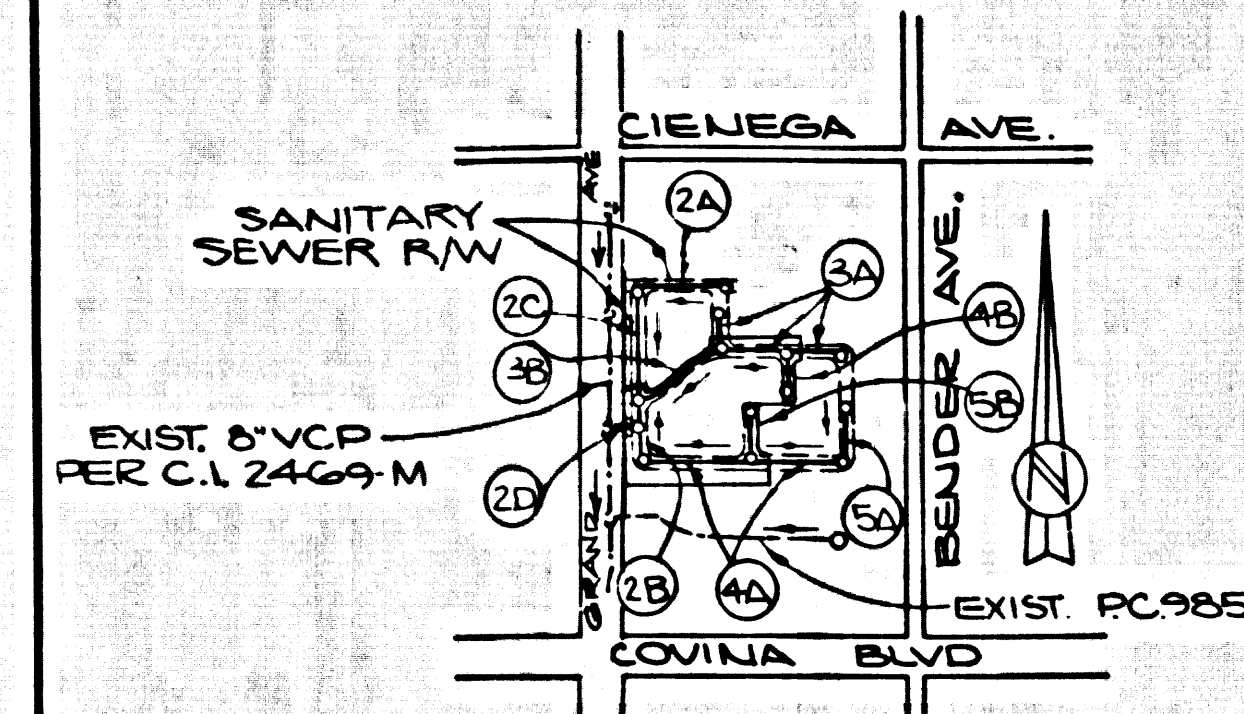 CIENEGA AVE.
AVE
2A
SANITARY
SEWER R/W
BENDER AVE.
3A
2C
4B
3B
5B
EXIST. 8" VCP
PER C.I. 2469-M
2D
5A
N
GRAND
2B
4A
EXIST. P.C. 985
COVINA BLVD